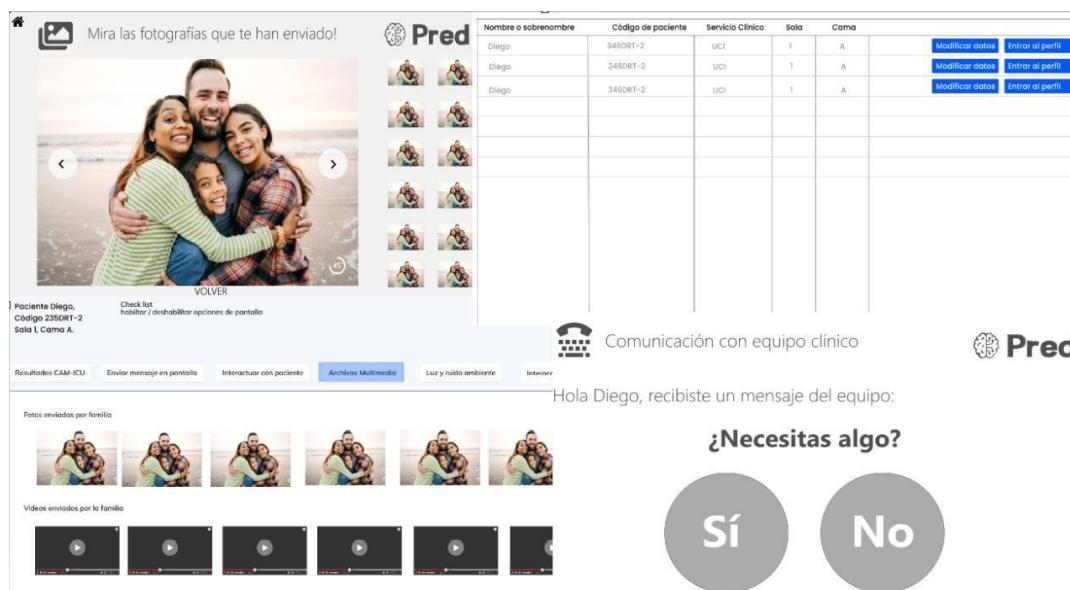 Mira las fotografías que te han enviado!
Pred
45
VOLVER
Nombre o sobrenombre Código de paciente Servicio Clínico Sala Cama
Diego 346DRT-2 UCI 1 A Modificar datos Entrar al perfil
Diego 346DRT-2 UCI 1 A Modificar datos Entrar al perfil
Diego 346DRT-2 UCI 1 A Modificar datos Entrar al perfil
Paciente Diego,
Código 235DRT-2
Sala 1, Cama A.
Check list
habiltar / deshabilitar opciones de pantalla
Resultados CAM-ICU Enviar mensaje en pantalla Interactuar con paciente Archivos Multimedia Luz y ruido ambiente
Fotos enviadas por familia
Videos enviados por la familia
Comunicación con equipo clínico
Pred
Hola Diego, recibiste un mensaje del equipo:
¿Necesitas algo?
Sí No